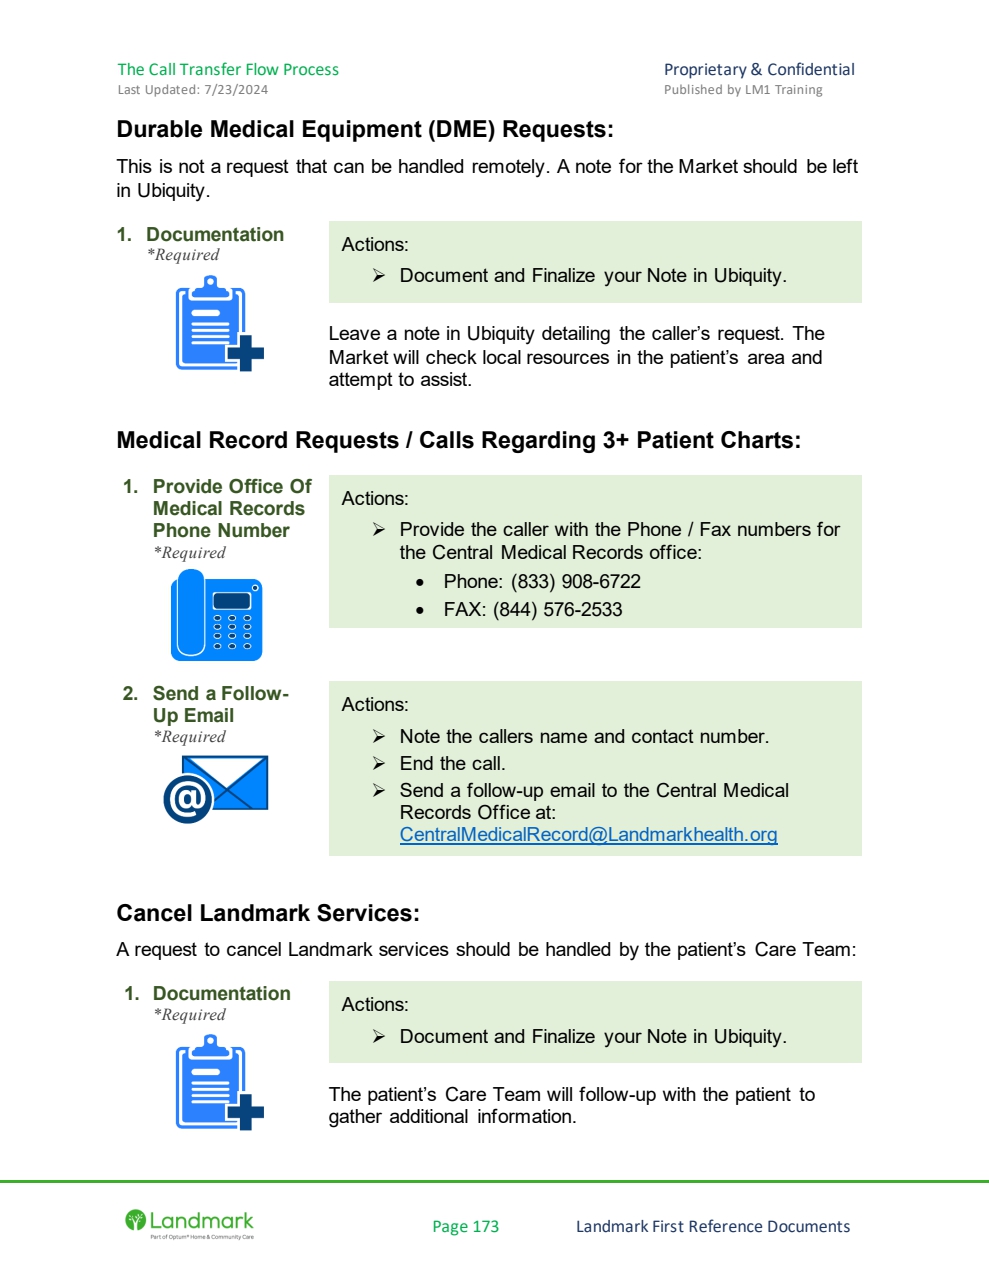 The Call Transfer Flow Process
Proprietary & Confidential
Last Updated: 7/23/2024
Published by LM1 Training
Durable Medical Equipment (DME) Requests:
This is not a request that can be handled remotely. A note for the Market should be left
in Ubiquity.
1. Documentation
*Required
Actions:
➢ Document and Finalize your Note in Ubiquity.
Leave a note in Ubiquity detailing the caller’s request. The
Market will check local resources in the patient’s area and
attempt to assist.
Medical Record Requests / Calls Regarding 3+ Patient Charts:
1. Provide Office Of
Medical Records
Phone Number
*Required
Actions:
➢ Provide the caller with the Phone / Fax numbers for
the Central Medical Records office:
• Phone: (833) 908-6722
• FAX: (844) 576-2533
2. Send a Follow-
Up Email
*Required
@
Actions:
➢ Note the callers name and contact number.
➢ End the call.
➢ Send a follow-up email to the Central Medical
Records Office at:
CentralMedicalRecord@Landmarkhealth.org
Cancel Landmark Services:
A request to cancel Landmark services should be handled by the patient’s Care Team:
1. Documentation
*Required
Actions:
➢ Document and Finalize your Note in Ubiquity.
The patient’s Care Team will follow-up with the patient to
gather additional information.
Landmark
Part of Optum® Home & Community Care
Page 173
Landmark First Reference Documents